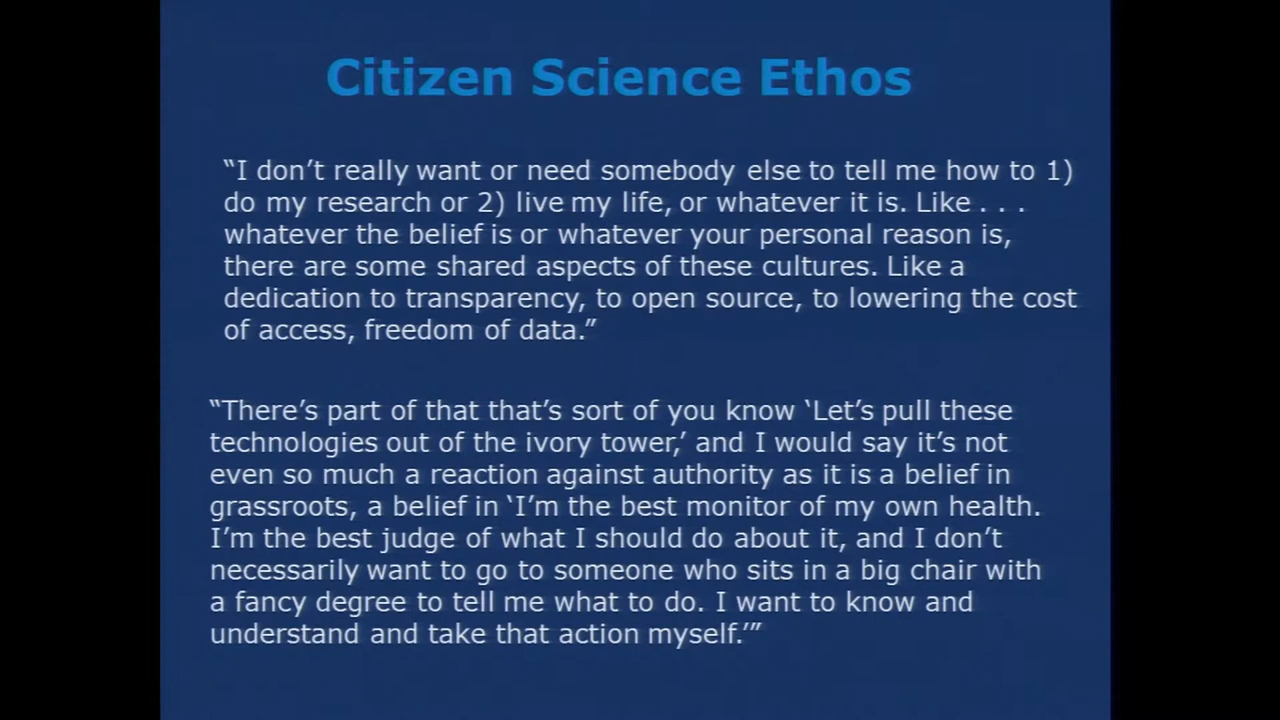 Citizen Science Ethos
“I don’t really want or need somebody else to tell me how to 1)
do my research or 2) live my life, or whatever it is. Like . . .
whatever the belief is or whatever your personal reason is,
there are some shared aspects of these cultures. Like a
dedication to transparency, to open source, to lowering the cost
of access, freedom of data.”
“There’s part of that that’s sort of you know ‘Let’s pull these
technologies out of the ivory tower,’ and I would say it’s not
even so much a reaction against authority as it is a belief in
grassroots, a belief in ‘I’m the best monitor of my own health.
I’m the best judge of what I should do about it, and I don’t
necessarily want to go to someone who sits in a big chair with
a fancy degree to tell me what to do. I want to know and
understand and take that action myself.’”